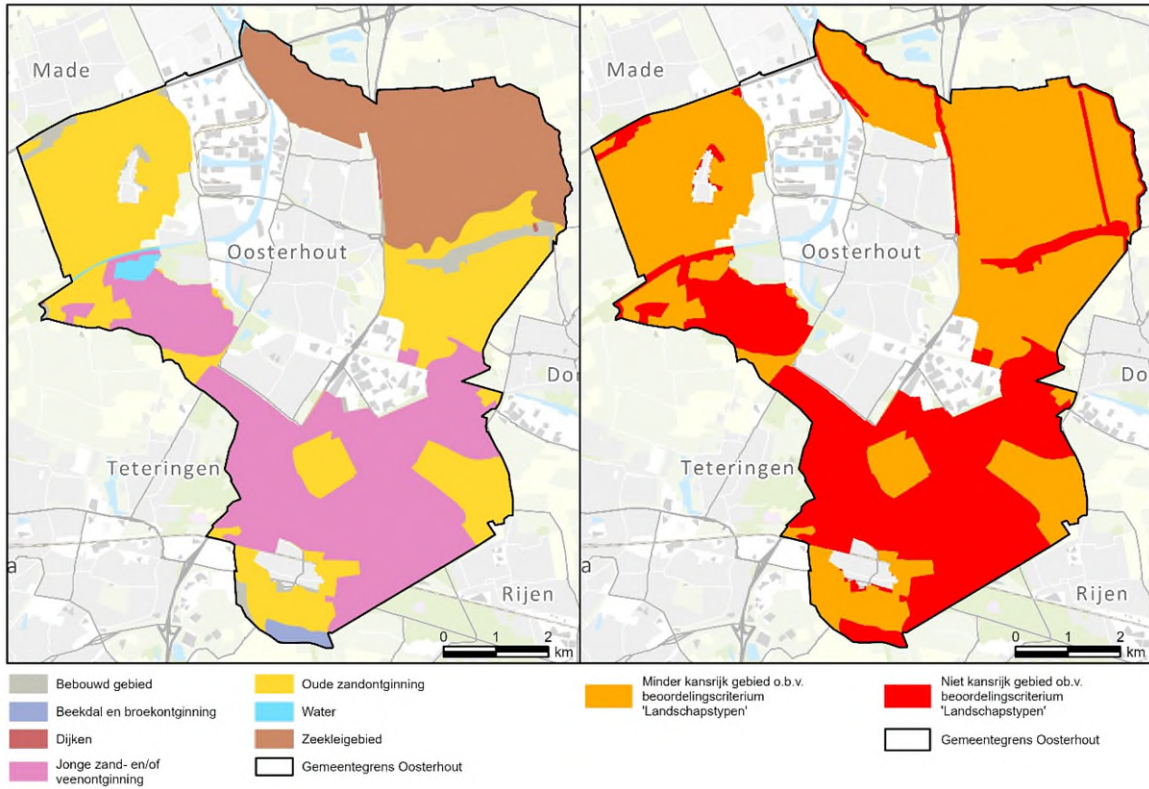 Made
Oosterhout
Teteringen
Dor
a
Rijen
0 1 2
km
Made
Oosterhout
Teteringen
Do
a
Rijen
0 1 2
km
Bebouwd gebied
Beekdal en broekontginning
Dijken
Jonge zand- en/of
veenontginning
Oude zandontginning
Water
Zeekleigebied
Gemeentegrens Oosterhout
Minder kansrijk gebied o.b.v.
beoordelingscriterium
'Landschapstypen'
Niet kansrijk gebied ob.v.
beoordelingscriterium
'Landschapstypen'
Gemeentegrens Oosterhout